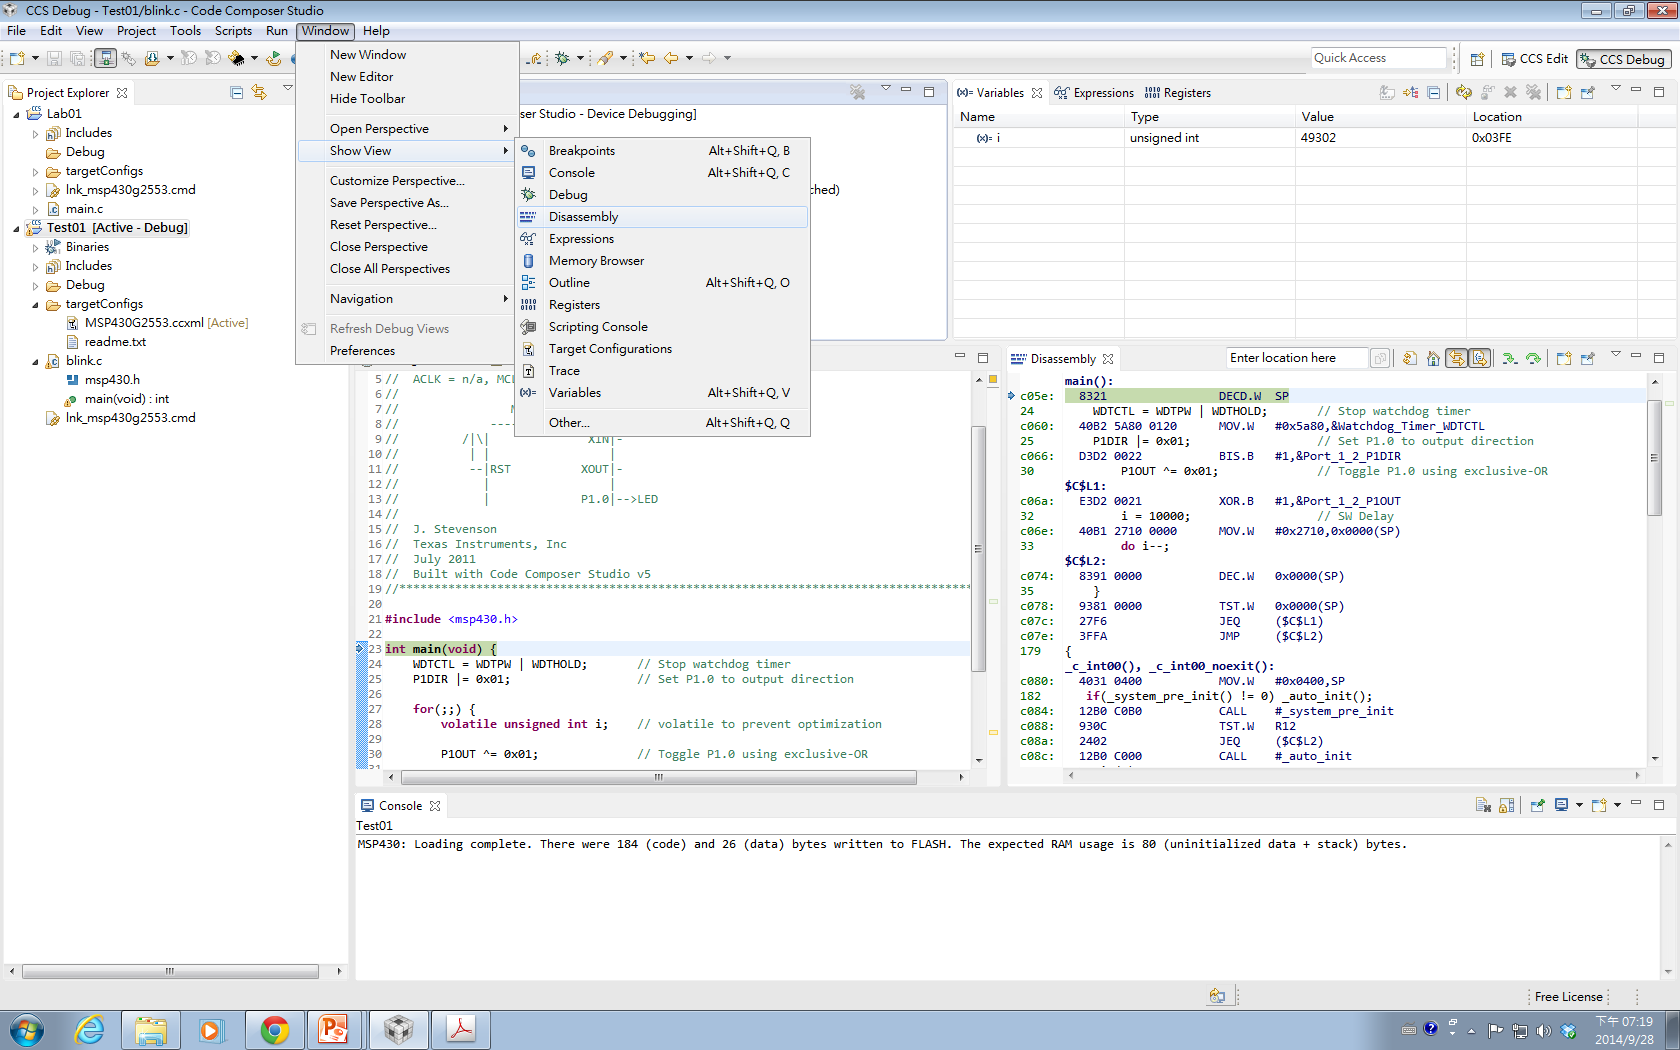 CCS Debug - Test01/blink.c - Code Composer Studio
File Edit View Project Tools Scripts Run Window Help
Quick Access
CCS Edit
CCS Debug
New Window
New Editor
Hide Toolbar
Open Perspective
Show View
Customize Perspective...
Save Perspective As...
Reset Perspective...
Close Perspective
Close All Perspectives
Navigation
Refresh Debug Views
Preferences
Breakpoints Alt+Shift+Q, B
Console Alt+Shift+Q, C
Debug
Disassembly
Expressions
Memory Browser
Outline Alt+Shift+Q, O
Registers
Scripting Console
Target Configurations
Trace
Variables Alt+Shift+Q, V
Other... Alt+Shift+Q, Q
Project Explorer
Lab01
Includes
Debug
targetConfigs
lnk_msp430g2553.cmd
main.c
Test01 [Active - Debug]
Binaries
Includes
Debug
targetConfigs
MSP430G2553.ccxml [Active]
readme.txt
blink.c
msp430.h
main(void) : int
lnk_msp430g2553.cmd
ser Studio - Device Debugging]
ched)
(x)= Variables Expressions Registers
Name Type Value Location
(x)= i unsigned int 49302 0x03FE
5 // ACLK = n/a, MCL
6 //
7 // M
8 // ----
9 // /|\| XIN|-
10 // | | |
11 // --|RST XOUT|-
12 // | |
13 // | P1.0|-->LED
14 //
15 // J. Stevenson
16 // Texas Instruments, Inc
17 // July 2011
18 // Built with Code Composer Studio v5
19 //***********************************************************************************
20
21 #include <msp430.h>
22
23 int main(void) {
24 WDTCTL = WDTPW | WDTHOLD; // Stop watchdog timer
25 P1DIR |= 0x01; // Set P1.0 to output direction
26
27 for(;;) {
28 volatile unsigned int i; // volatile to prevent optimization
29
30 P1OUT ^= 0x01; // Toggle P1.0 using exclusive-OR
31
Disassembly
Enter location here
main():
c05e: 8321 DECD.W SP
24 WDTCTL = WDTPW | WDTHOLD; // Stop watchdog timer
c060: 40B2 5A80 0120 MOV.W #0x5a80,&Watchdog_Timer_WDTCTL
25 P1DIR |= 0x01; // Set P1.0 to output direction
c066: D3D2 0022 BIS.B #1,&Port_1_2_P1DIR
30 P1OUT ^= 0x01; // Toggle P1.0 using exclusive-OR
$C$L1:
c06a: E3D2 0021 XOR.B #1,&Port_1_2_P1OUT
32 i = 10000; // SW Delay
c06e: 40B1 2710 0000 MOV.W #0x2710,0x0000(SP)
33 do i--;
$C$L2:
c074: 8391 0000 DEC.W 0x0000(SP)
35 }
c078: 9381 0000 TST.W 0x0000(SP)
c07c: 27F6 JEQ ($C$L1)
c07e: 3FFA JMP ($C$L2)
179 {
_c_int00(), _c_int00_noexit():
c080: 4031 0400 MOV.W #0x0400,SP
182 if(_system_pre_init() != 0) _auto_init();
c084: 12B0 C0B0 CALL #_system_pre_init
c088: 930C TST.W R12
c08a: 2402 JEQ ($C$L2)
c08c: 12B0 C000 CALL #_auto_init
Console
Test01
MSP430: Loading complete. There were 184 (code) and 26 (data) bytes written to FLASH. The expected RAM usage is 80 (uninitialized data + stack) bytes.
Free License
下午 07:19
2014/9/28